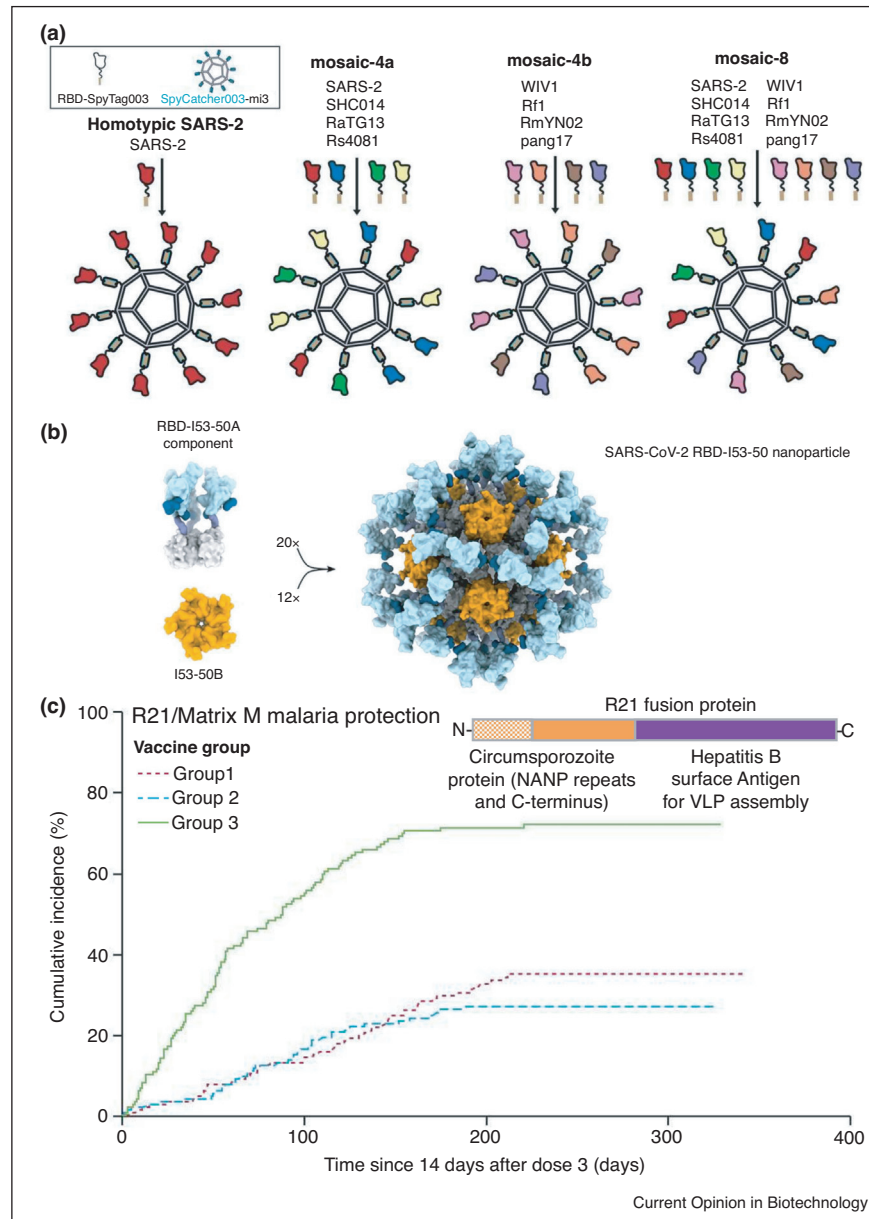 (a)
RBD-SpyTag003
SpyCatcher003-mi3
Homotypic SARS-2
SARS-2
mosaic-4a
SARS-2
SHC014
RaTG13
Rs4081
mosaic-4b
WIV1
Rf1
RmYN02
pang17
mosaic-8
SARS-2 WIV1
SHC014 Rf1
RaTG13 RmYN02
Rs4081 pang17
(b)
RBD-I53-50A
component
20×
12×
I53-50B
SARS-CoV-2 RBD-I53-50 nanoparticle
(c)
R21/Matrix M malaria protection
Vaccine group
Group1
Group 2
Group 3
R21 fusion protein
N- -C
Circumsporozoite
protein (NANP repeats
and C-terminus)
Hepatitis B
surface Antigen
for VLP assembly
Cumulative incidence (%)
100
80
60
40
20
0
0 100 200 300 400
Time since 14 days after dose 3 (days)
Current Opinion in Biotechnology